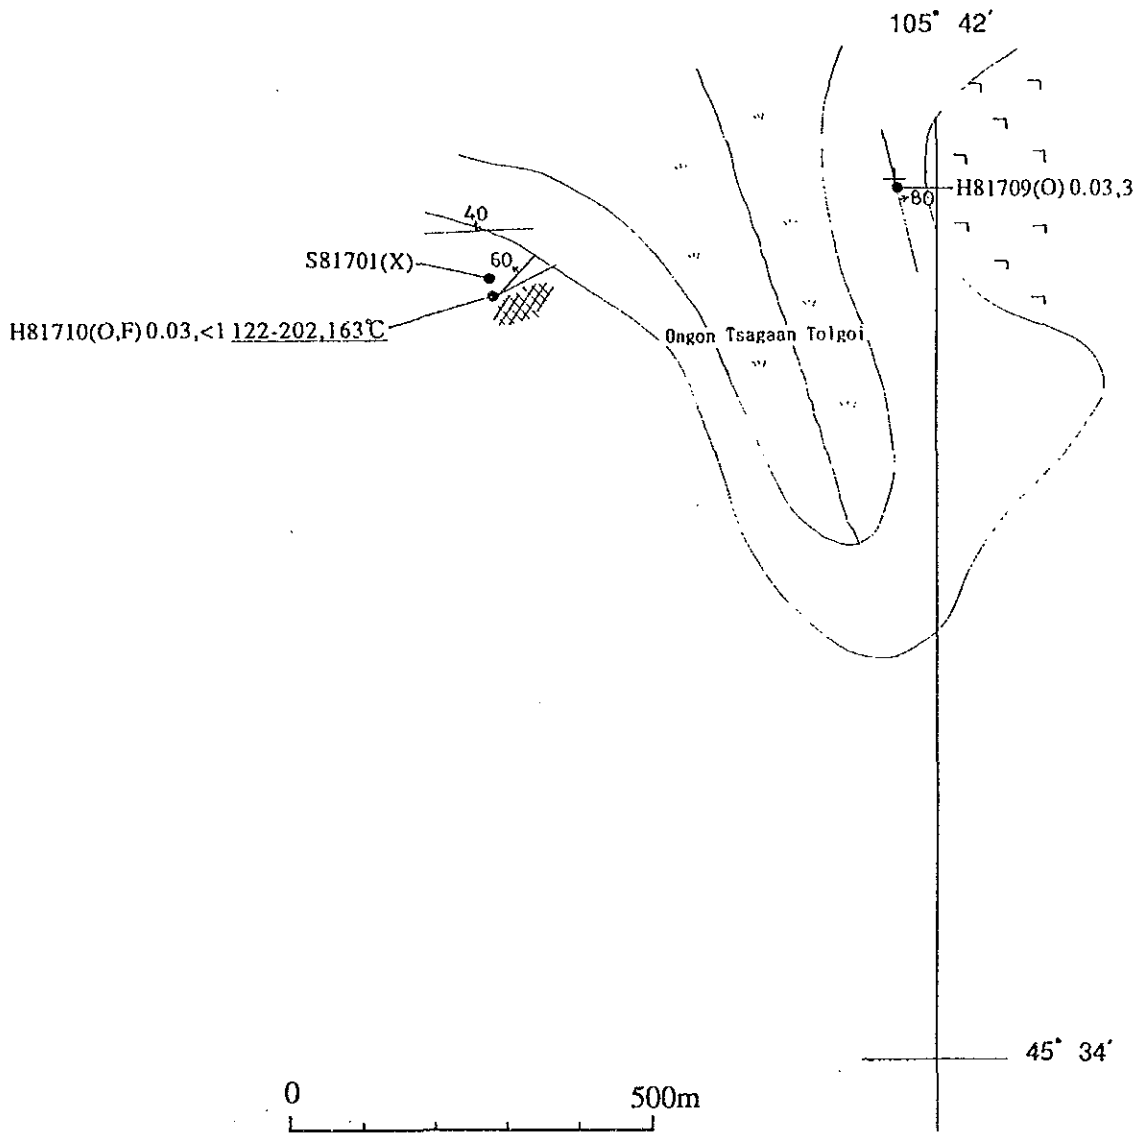 105° 42′
H81709(O) 0.03,3
80
40
S81701(X)
60
H81710(O,F) 0.03,<1 122-202,163℃
Ongon Tsagaan Tolgoi
45° 34′
0 500m